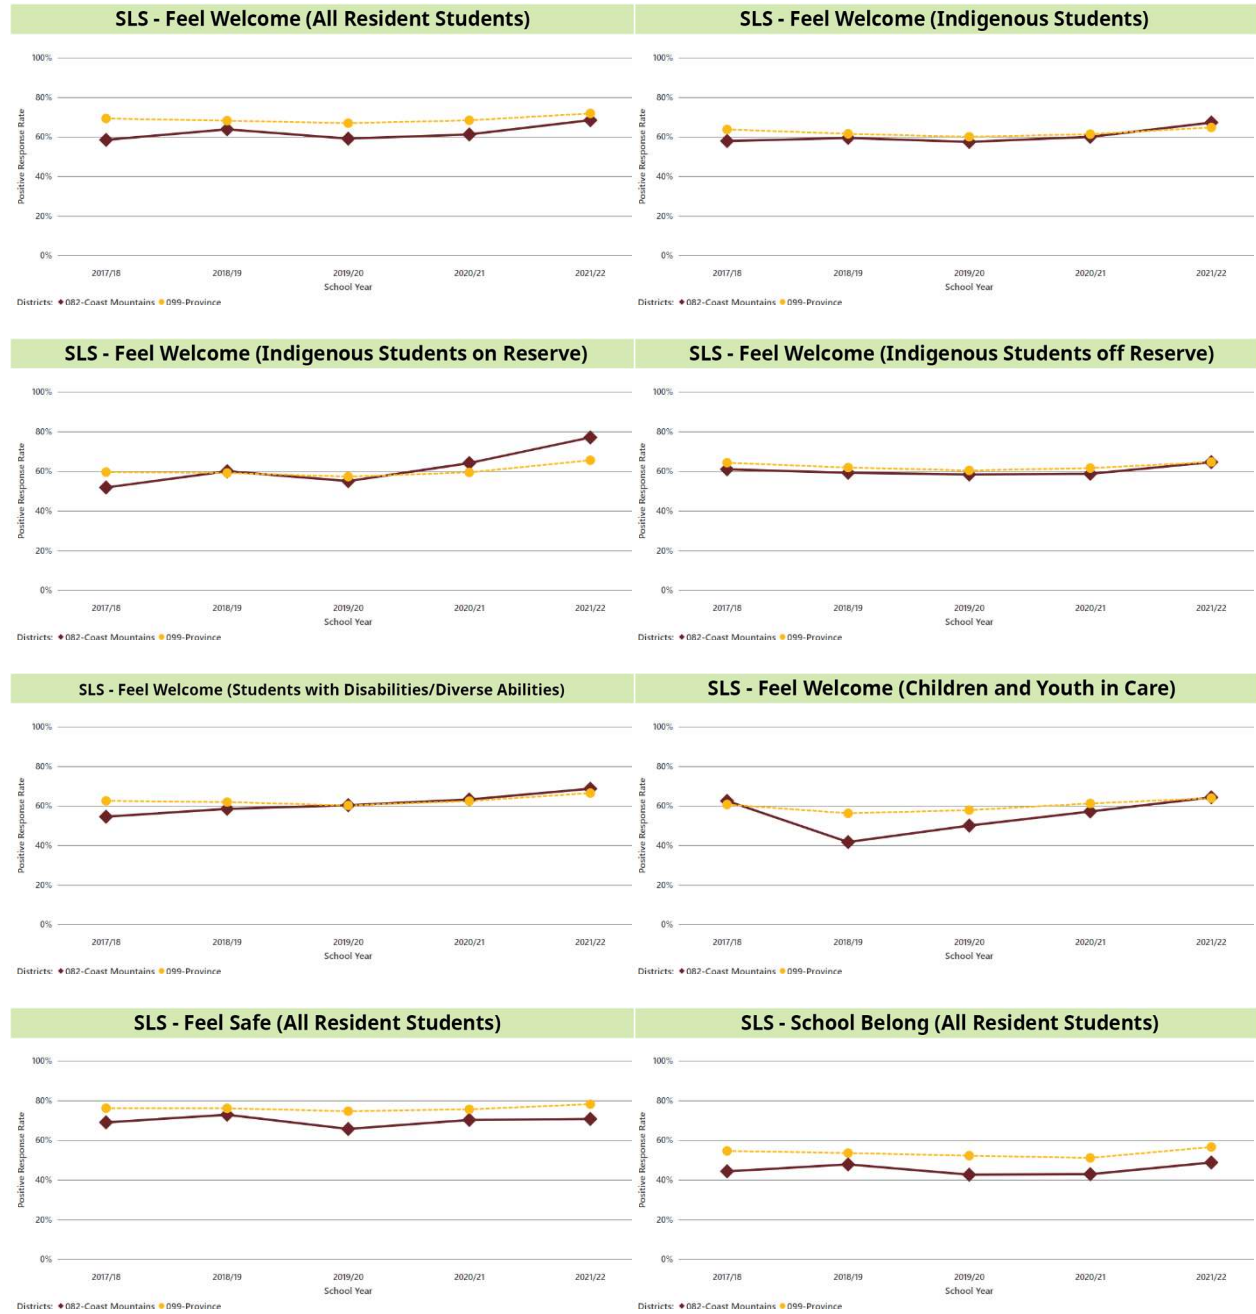 SLS - Feel Welcome (All Resident Students)
100%
80%
60%
40%
20%
0%
Positive Response Rate
2017/18 2018/19 2019/20 2020/21 2021/22
School Year
Districts: 082-Coast Mountains 099-Province
SLS - Feel Welcome (Indigenous Students)
100%
80%
60%
40%
20%
0%
Positive Response Rate
2017/18 2018/19 2019/20 2020/21 2021/22
School Year
Districts: 082-Coast Mountains 099-Province
SLS - Feel Welcome (Indigenous Students on Reserve)
100%
80%
60%
40%
20%
0%
Positive Response Rate
2017/18 2018/19 2019/20 2020/21 2021/22
School Year
Districts: 082-Coast Mountains 099-Province
SLS - Feel Welcome (Indigenous Students off Reserve)
100%
80%
60%
40%
20%
0%
Positive Response Rate
2017/18 2018/19 2019/20 2020/21 2021/22
School Year
Districts: 082-Coast Mountains 099-Province
SLS - Feel Welcome (Students with Disabilities/Diverse Abilities)
100%
80%
60%
40%
20%
0%
Positive Response Rate
2017/18 2018/19 2019/20 2020/21 2021/22
School Year
Districts: 082-Coast Mountains 099-Province
SLS - Feel Welcome (Children and Youth in Care)
100%
80%
60%
40%
20%
0%
Positive Response Rate
2017/18 2018/19 2019/20 2020/21 2021/22
School Year
Districts: 082-Coast Mountains 099-Province
SLS - Feel Safe (All Resident Students)
100%
80%
60%
40%
20%
0%
Positive Response Rate
2017/18 2018/19 2019/20 2020/21 2021/22
School Year
Districts: 082-Coast Mountains 099-Province
SLS - School Belong (All Resident Students)
100%
80%
60%
40%
20%
0%
Positive Response Rate
2017/18 2018/19 2019/20 2020/21 2021/22
School Year
Districts: 082-Coast Mountains 099-Province